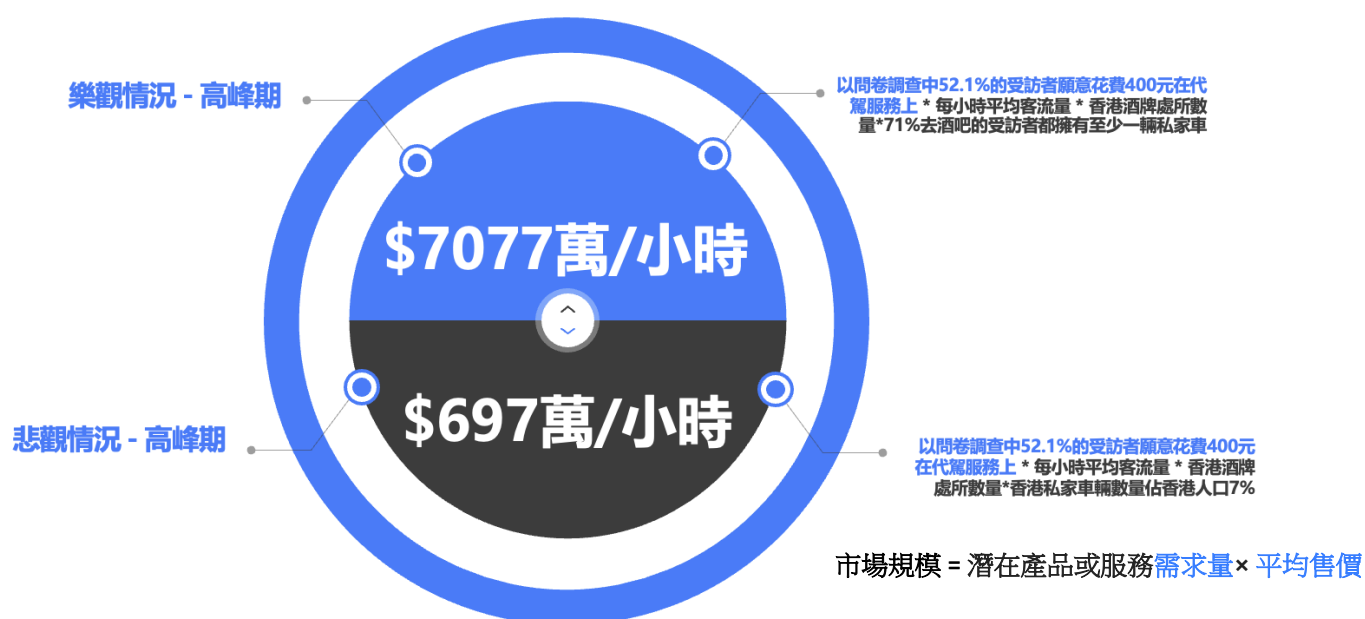 樂觀情況 - 高峰期
以問卷調查中52.1%的受訪者願意花費400元在代
駕服務上 * 每小時平均客流量 * 香港酒牌處所數
量*71%去酒吧的受訪者都擁有至少一輛私家車
$7077萬/小時
$697萬/小時
悲觀情況 - 高峰期
以問卷調查中52.1%的受訪者願意花費400元
在代駕服務上 * 每小時平均客流量 * 香港酒牌
處所數量*香港私家車輛數量佔香港人口7%
市場規模 = 潛在產品或服務需求量× 平均售價